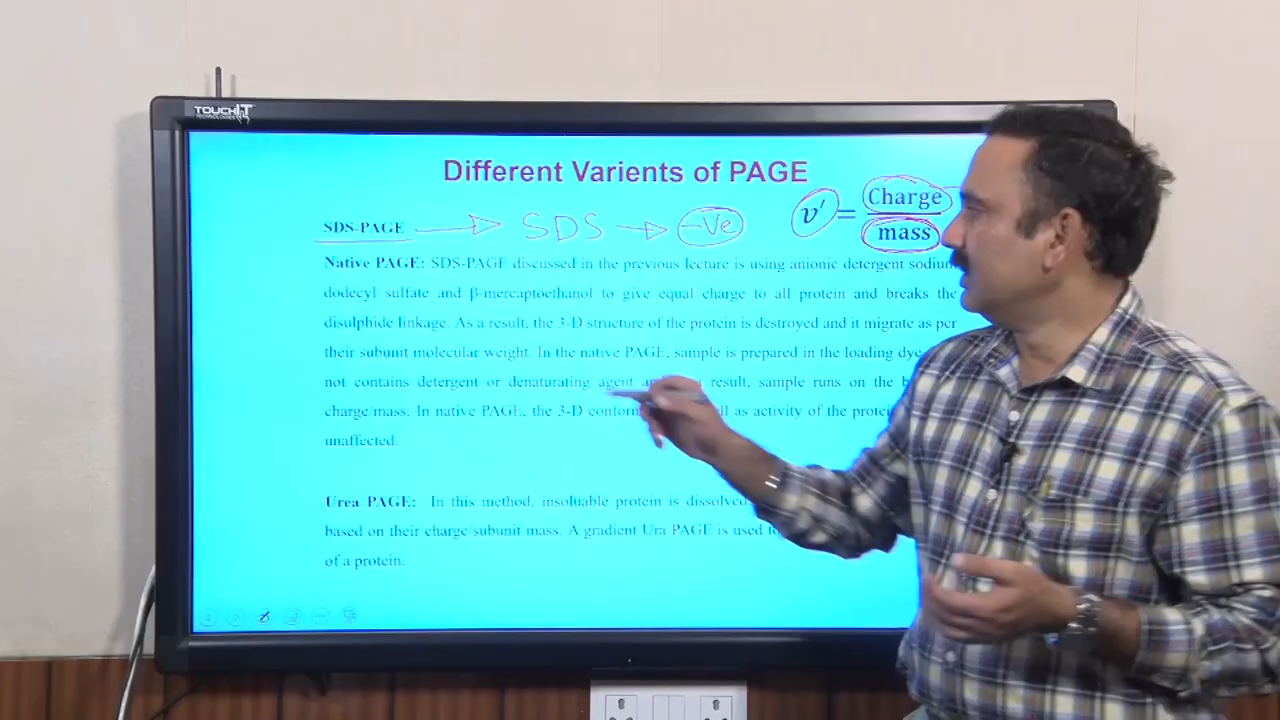 TOUCHIT
TECHNOLOGIES
Different Varients of PAGE
SDS-PAGE SDS -Ve v' = Charge
mass
Native PAGE: SDS-PAGE discussed in the previous lecture is using anionic detergent sodium
dodecyl sulfate and β-mercaptoethanol to give equal charge to all protein and breaks the
disulphide linkage. As a result, the 3-D structure of the protein is destroyed and it migrate as per
their subunit molecular weight. In the native PAGE, sample is prepared in the loading dye
not contains detergent or denaturating agent result, sample runs on the
charge/mass. In native PAGE, the 3-D as activity of the
unaffected.
Urea PAGE: In this method, insoluable protein is dissolved
based on their charge/subunit mass. A gradient Ura PAGE is used
of a protein.